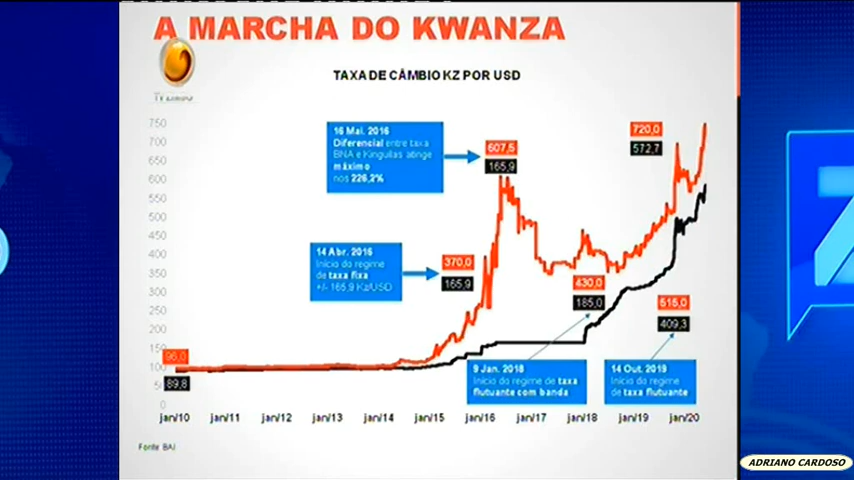 A MARCHA DO KWANZA
TAXA DE CÂMBIO KZ POR USD
750
700
650
600
550
500
450
400
350
300
250
200
150
100
50
0
16 Mai. 2016
Diferencial entre taxa
BNA e Kinguilas atinge
máximo
nos 226,2%
607,5
165,9
720,0
572,7
14 Abr. 2016
Início do regime
de taxa fixa
+/- 165,9 Kz/USD
370,0
165,9
430,0
185,0
515,0
409,3
96,0
89,8
9 Jan. 2018
Início do regime de taxa
flutuante com banda
14 Out. 2019
Início do regime
de taxa flutuante
jan/10 jan/11 jan/12 jan/13 jan/14 jan/15 jan/16 jan/17 jan/18 jan/19 jan/20
Fonte BAI
ADRIANO CARDOSO